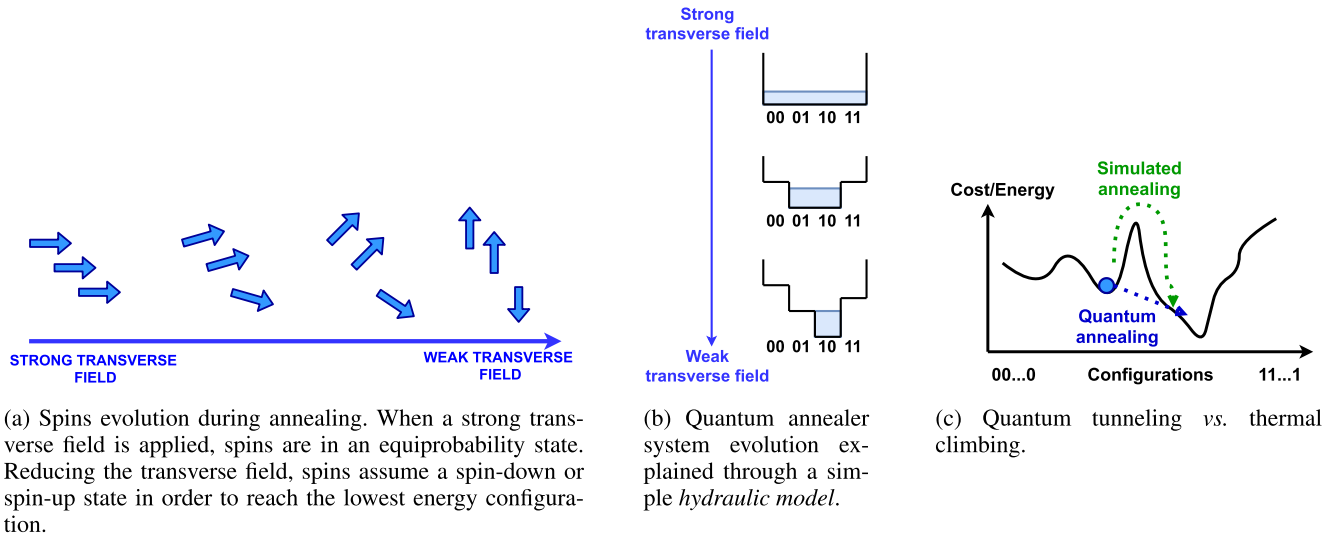 STRONG TRANSVERSE
FIELD
WEAK TRANSVERSE
FIELD
(a) Spins evolution during annealing. When a strong trans-
verse field is applied, spins are in an equiprobability state.
Reducing the transverse field, spins assume a spin-down or
spin-up state in order to reach the lowest energy configura-
tion.
Strong
transverse field
00 01 10 11
00 01 10 11
00 01 10 11
Weak
transverse field
(b) Quantum annealer
system evolution ex-
plained through a sim-
ple hydraulic model.
Simulated
annealing
Cost/Energy
Quantum
annealing
00...0 Configurations 11...1
(c) Quantum tunneling vs. thermal
climbing.